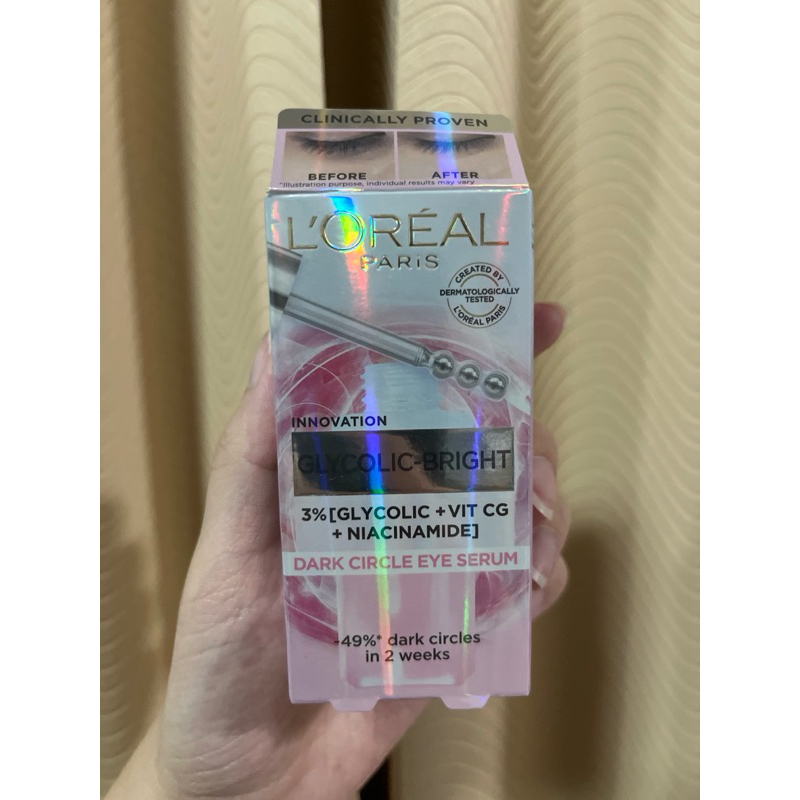 CLINICALLY PROVEN
BEFORE AFTER
*Illustration purpose, individual results may vary.
L'ORÉAL
PARiS
CREATED BY
DERMATOLOGICALLY
TESTED
L'ORÉAL PARIS
INNOVATION
GLYCOLIC-BRIGHT
3% [GLYCOLIC + VIT CG
+ NIACINAMIDE]
DARK CIRCLE EYE SERUM
-49%* dark circles
in 2 weeks